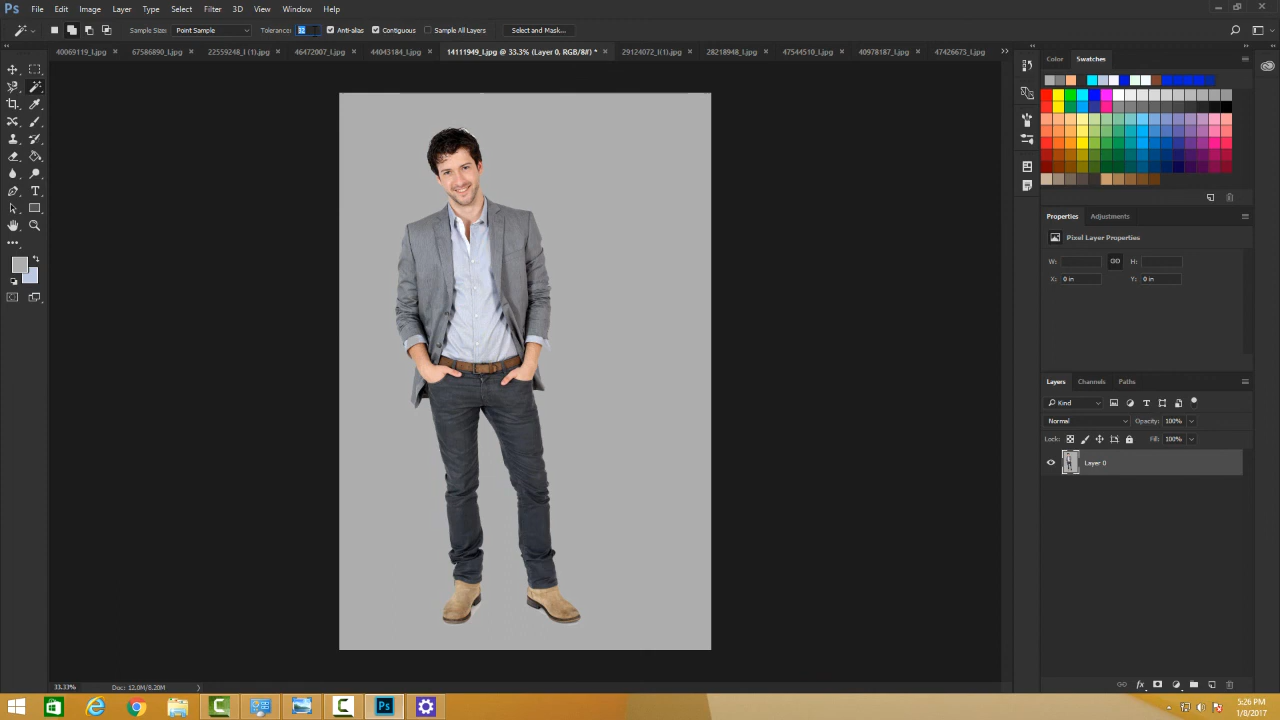 Ps File Edit Image Layer Type Select Filter 3D View Window Help
Sample Size: Point Sample Tolerance: 32 Anti-alias Contiguous Sample All Layers Select and Mask...
40069119_l.jpg 67586890_l.jpg 22559248_l (1).jpg 46472007_l.jpg 44043184_l.jpg 14111949_l.jpg @ 33.3% (Layer 0, RGB/8#) * 29124072_l(1).jpg 28218948_l.jpg 47544510_l.jpg 40978187_l.jpg 47426673_l.jpg
Color Swatches
Properties Adjustments
Pixel Layer Properties
W: H:
X: 0 in Y: 0 in
Layers Channels Paths
Kind
Normal Opacity: 100%
Lock: Fill: 100%
Layer 0
33.33% Doc: 12.0M/8.20M
5:26 PM
1/8/2017